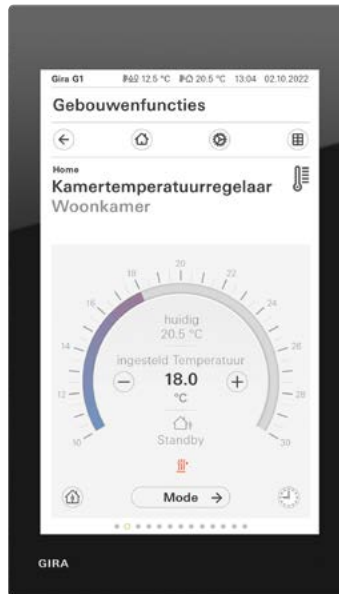 Gira G1 12.5 °C 20.5 °C 13:04 02.10.2022
Gebouwenfuncties
Home
Kamertemperatuurregelaar
Woonkamer
20
18 22
16 24
14 26
12 28
10 30
huidig
20.5 °C
ingesteld Temperatuur
18.0
°C
Standby
Mode
GIRA